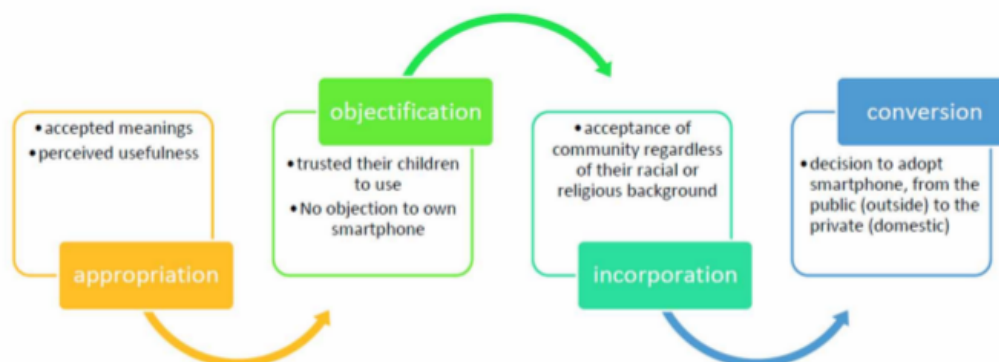 • accepted meanings
• perceived usefulness
appropriation
objectification
• trusted their children
to use
• No objection to own
smartphone
• acceptance of
community regardless
of their racial or
religious background
incorporation
conversion
• decision to adopt
smartphone, from the
public (outside) to the
private (domestic)